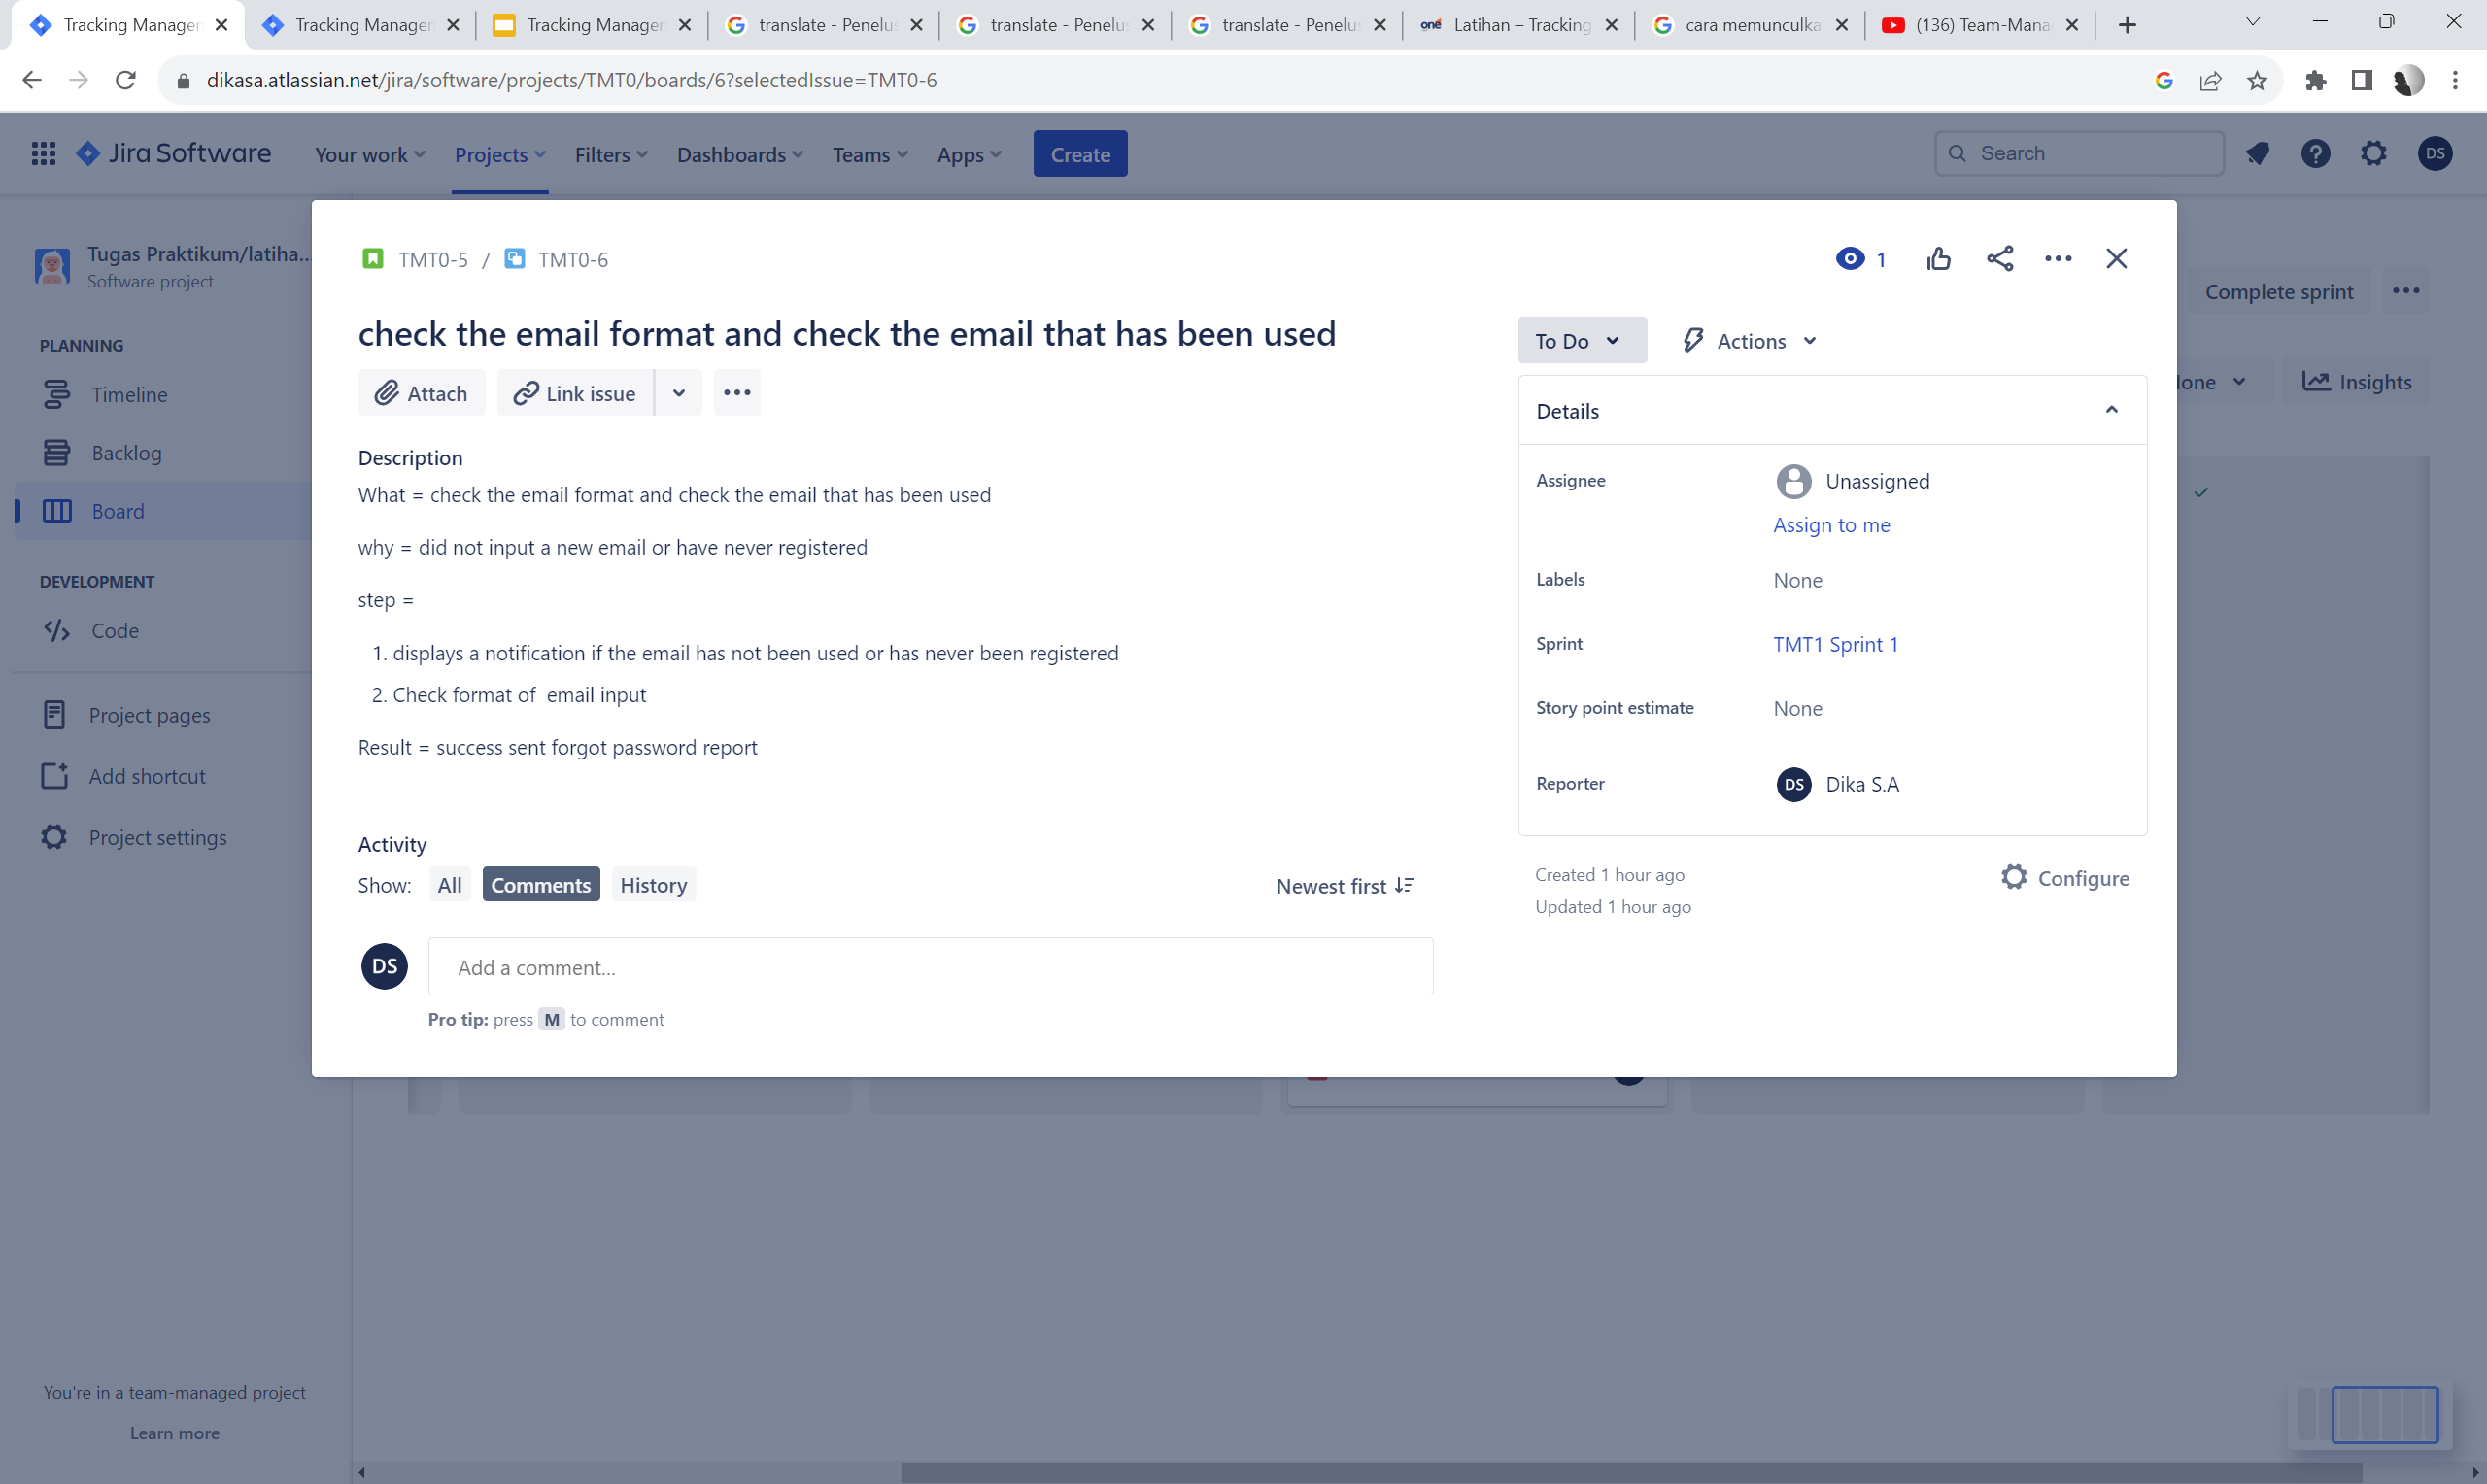 Tracking Manager
Tracking Manager
Tracking Manager
translate - Penelus
translate - Penelus
translate - Penelus
one Latihan – Tracking
cara memunculka
(136) Team-Mana
dikasa.atlassian.net/jira/software/projects/TMT0/boards/6?selectedIssue=TMT0-6
Jira Software
Your work
Projects
Filters
Dashboards
Teams
Apps
Create
Search
DS
Tugas Praktikum/latiha...
Software project
PLANNING
Timeline
Backlog
Board
DEVELOPMENT
Code
Project pages
Add shortcut
Project settings
You're in a team-managed project
Learn more
Complete sprint
Insights
TMT0-5 / TMT0-6
1
check the email format and check the email that has been used
Attach
Link issue
Description
What = check the email format and check the email that has been used
why = did not input a new email or have never registered
step =
1. displays a notification if the email has not been used or has never been registered
2. Check format of  email input
Result = success sent forgot password report
Activity
Show: All Comments History
Newest first
DS
Add a comment...
Pro tip: press M to comment
To Do
Actions
Details
Assignee Unassigned
Assign to me
Labels None
Sprint TMT1 Sprint 1
Story point estimate None
Reporter DS Dika S.A
Created 1 hour ago
Updated 1 hour ago
Configure